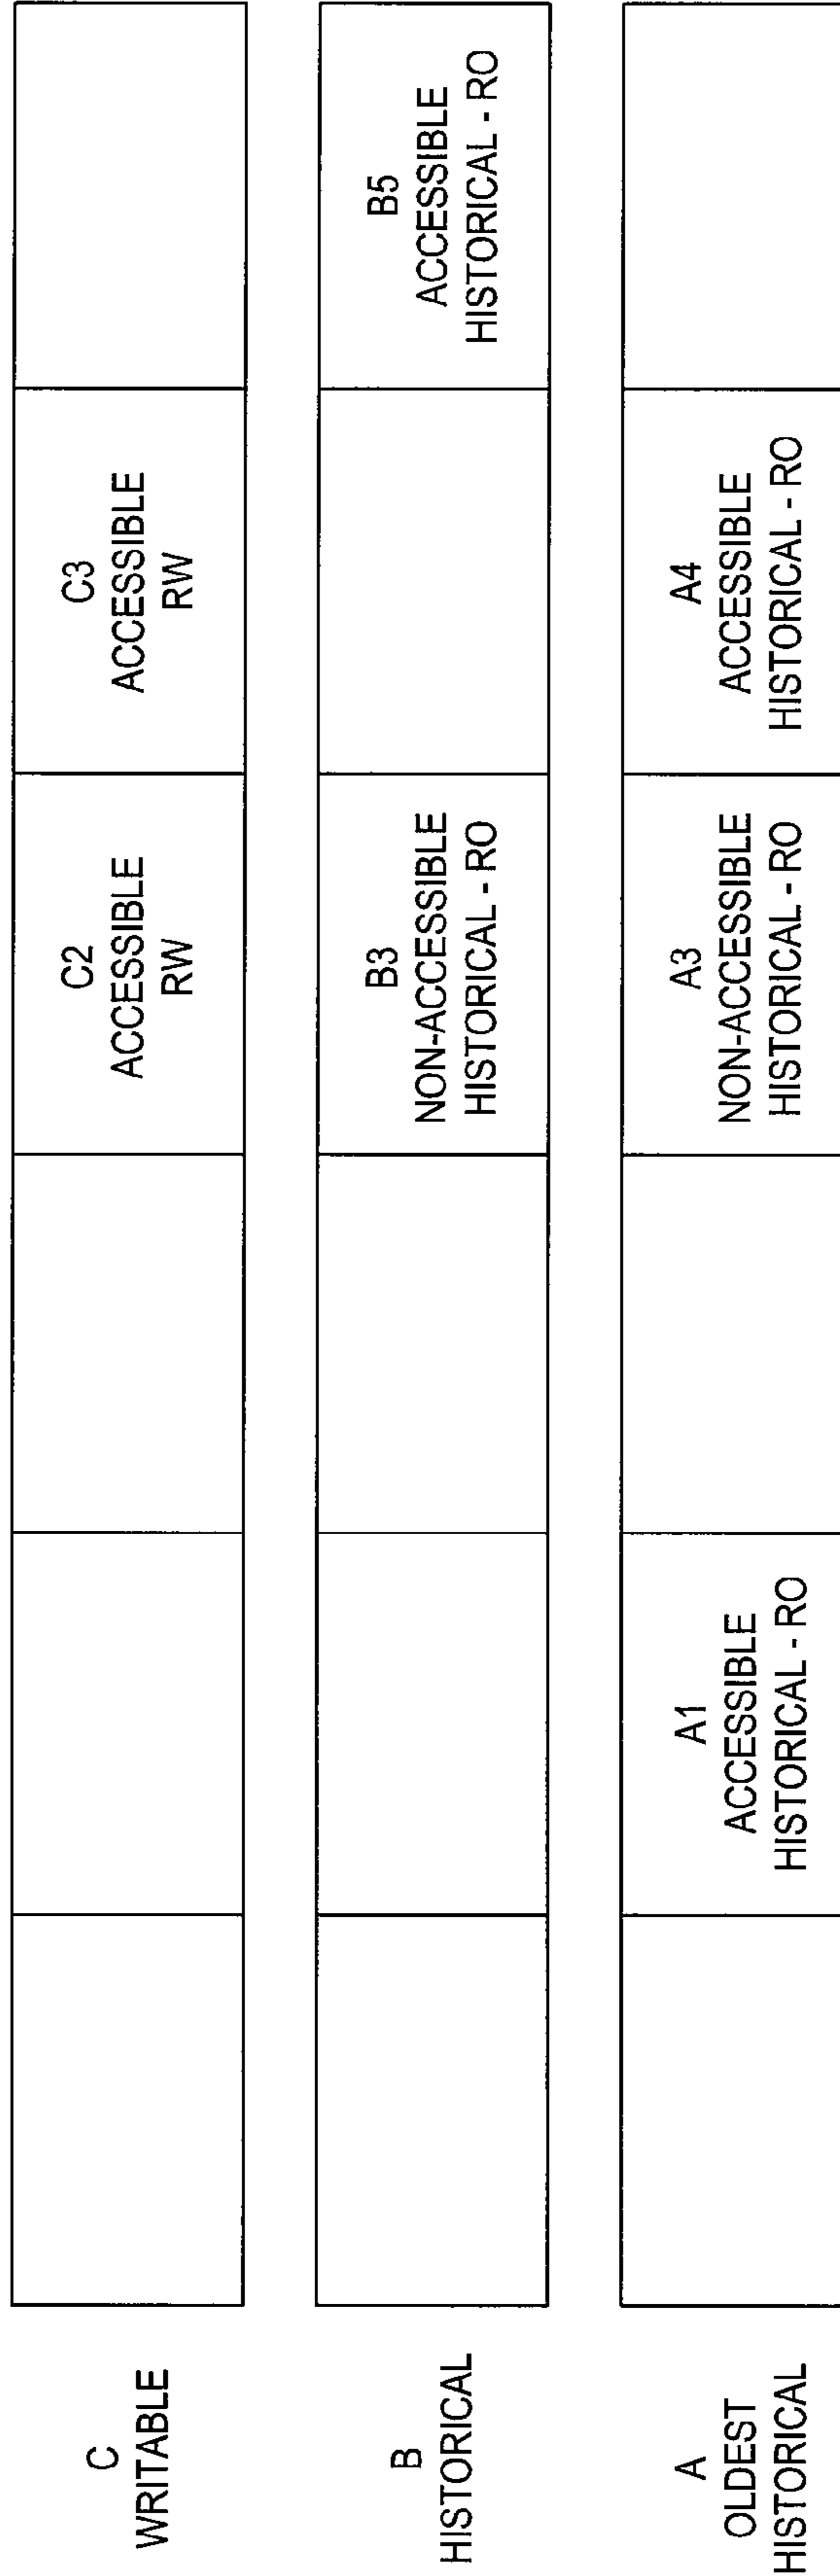 C
WRITABLE
C2
ACCESSIBLE
RW
C3
ACCESSIBLE
RW
B
HISTORICAL
B3
NON-ACCESSIBLE
HISTORICAL - RO
B5
ACCESSIBLE
HISTORICAL - RO
A
OLDEST
HISTORICAL
A1
ACCESSIBLE
HISTORICAL - RO
A3
NON-ACCESSIBLE
HISTORICAL - RO
A4
ACCESSIBLE
HISTORICAL - RO